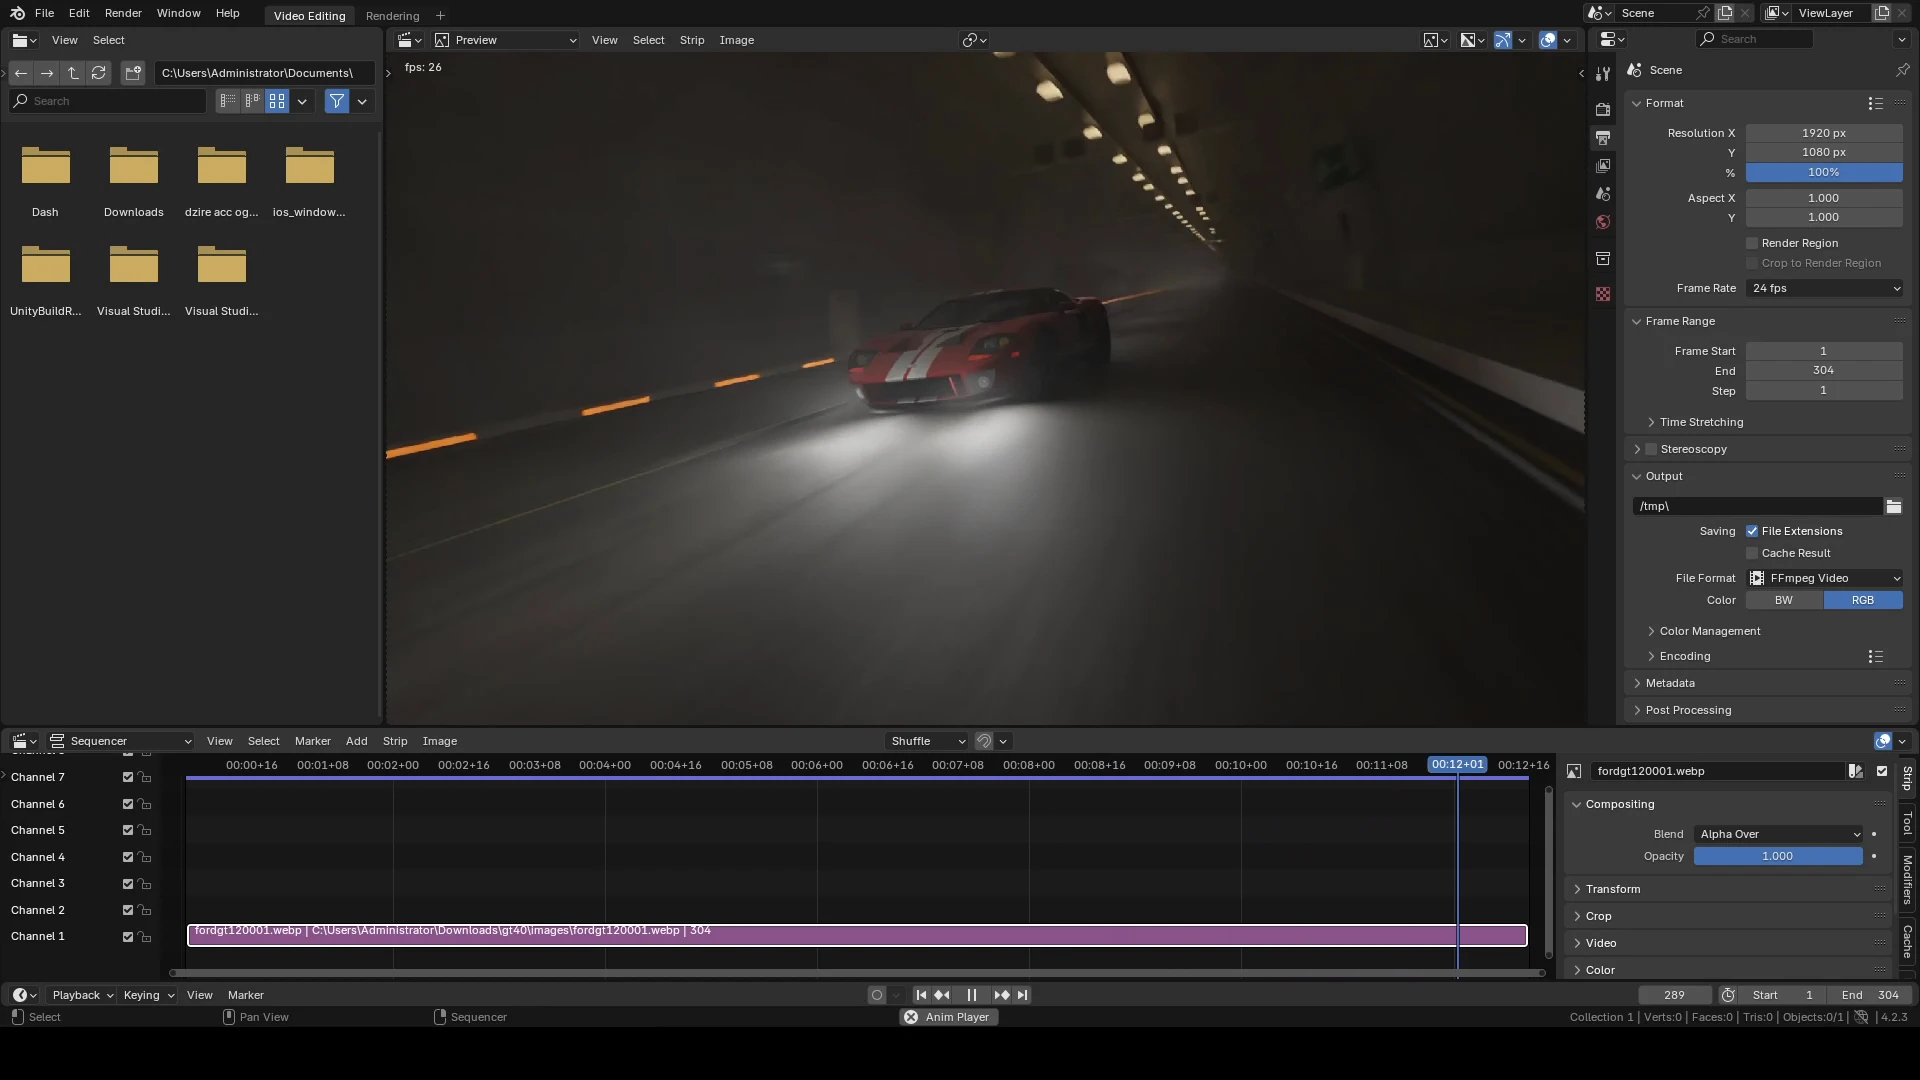 File Edit Render Window Help Video Editing Rendering + Scene ViewLayer
View Select Preview View Select Strip Image Search
C:\Users\Administrator\Documents\ fps: 26 Scene
Search
Format
Resolution X 1920 px
Y 1080 px
% 100%
Aspect X 1.000
Y 1.000
Dash Downloads dzire acc og... ios_window...
Render Region
Crop to Render Region
Frame Rate 24 fps
UnityBuildR... Visual Studi... Visual Studi...
Frame Range
Frame Start 1
End 304
Step 1
Time Stretching
Stereoscopy
Output
/tmp\
Saving File Extensions
Cache Result
File Format FFmpeg Video
Color BW RGB
Color Management
Encoding
Metadata
Post Processing
Sequencer View Select Marker Add Strip Image Shuffle
00:00+16 00:01+08 00:02+00 00:02+16 00:03+08 00:04+00 00:04+16 00:05+08 00:06+00 00:06+16 00:07+08 00:08+00 00:08+16 00:09+08 00:10+00 00:10+16 00:11+08 00:12+01 00:12+16
Channel 7
Channel 6
Channel 5
Channel 4
Channel 3
Channel 2
Channel 1
fordgt120001.webp | C:\Users\Administrator\Downloads\gt40\images\fordgt120001.webp | 304
fordgt120001.webp
Compositing
Blend Alpha Over
Opacity 1.000
Transform
Crop
Video
Color
Strip
Tool
Modifiers
Cache
Playback Keying View Marker 289 Start 1 End 304
Select Pan View Sequencer Anim Player Collection 1 | Verts:0 | Faces:0 | Tris:0 | Objects:0/1 | 4.2.3